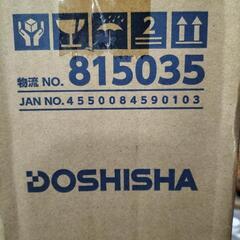 2
物流 NO. 815035
JAN NO. 4550084590103
DOSHISHA